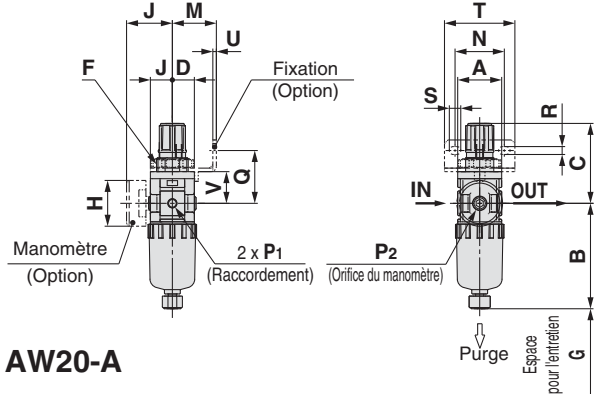 J M
U
F J D
Fixation
(Option)
V Q
H
Manomètre
(Option)
2 x P1
(Raccordement)
AW20-A
T
N
A
S
R
C
IN OUT
P2
(Orifice du manomètre)
B
Purge
Espace
pour l'entretien
G